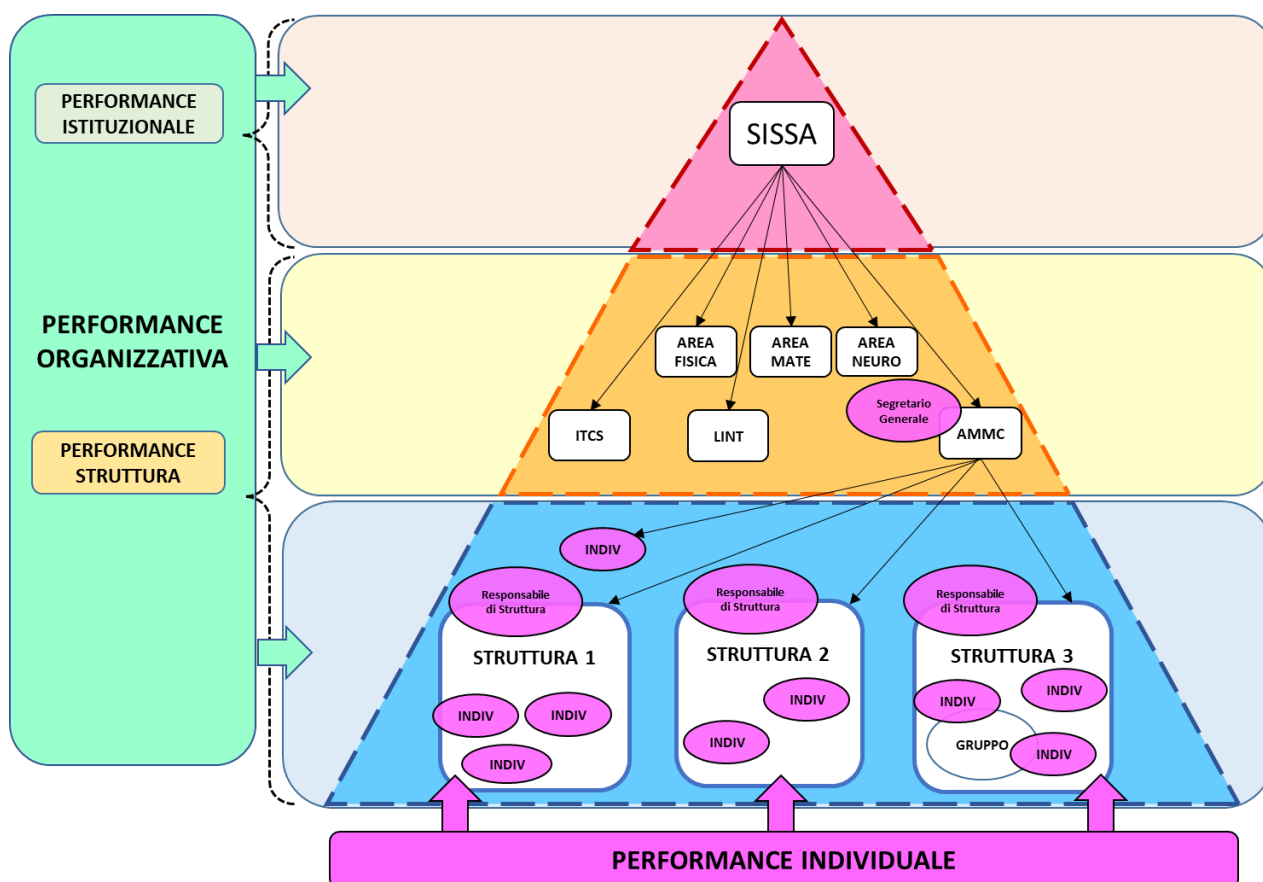 PERFORMANCE
ISTITUZIONALE
PERFORMANCE
ORGANIZZATIVA
PERFORMANCE
STRUTTURA
SISSA
AREA
FISICA
AREA
MATE
AREA
NEURO
Segretario
Generale
ITCS
LINT
AMMC
INDIV
Responsabile
di Struttura
Responsabile
di Struttura
Responsabile
di Struttura
STRUTTURA 1
STRUTTURA 2
STRUTTURA 3
INDIV
INDIV
INDIV
INDIV
INDIV
INDIV
INDIV
GRUPPO
INDIV
PERFORMANCE INDIVIDUALE